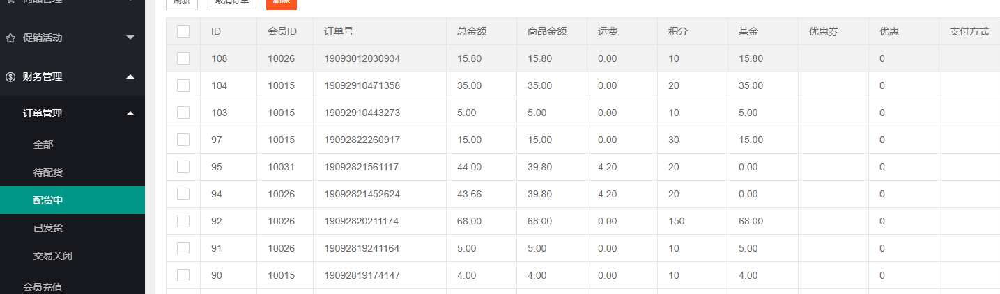 商品管理
促销活动
财务管理
订单管理
全部
待配货
配货中
已发货
交易关闭
会员充值
刷新 取消订单 删除
ID 会员ID 订单号 总金额 商品金额 运费 积分 基金 优惠券 优惠 支付方式
108 10026 19093012030934 15.80 15.80 0.00 10 15.80 0
104 10015 19092910471358 35.00 35.00 0.00 20 35.00 0
103 10015 19092910443273 5.00 5.00 0.00 10 5.00 0
97 10015 19092822260917 15.00 15.00 0.00 30 15.00 0
95 10031 19092821561117 44.00 39.80 4.20 20 0.00 0
94 10026 19092821452624 43.66 39.80 4.20 20 0.00 0
92 10026 19092820211174 68.00 68.00 0.00 150 68.00 0
91 10026 19092819241164 5.00 5.00 0.00 10 5.00 0
90 10015 19092819174147 4.00 4.00 0.00 10 4.00 0